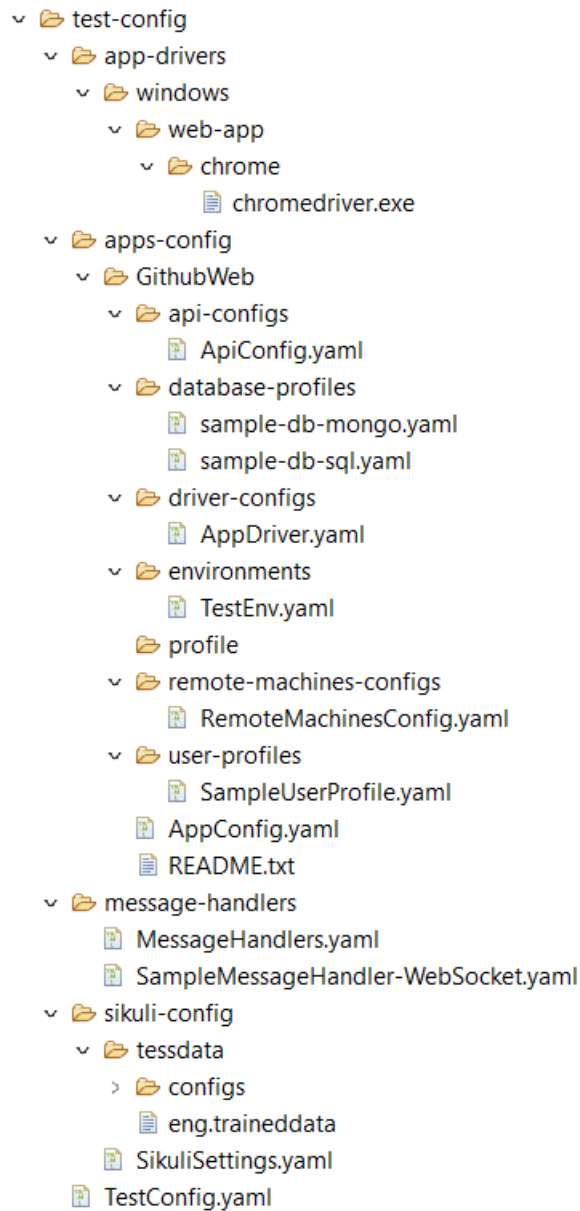 test-config
app-drivers
windows
web-app
chrome
chromedriver.exe
apps-config
GithubWeb
api-configs
ApiConfig.yaml
database-profiles
sample-db-mongo.yaml
sample-db-sql.yaml
driver-configs
AppDriver.yaml
environments
TestEnv.yaml
profile
remote-machines-configs
RemoteMachinesConfig.yaml
user-profiles
SampleUserProfile.yaml
AppConfig.yaml
README.txt
message-handlers
MessageHandlers.yaml
SampleMessageHandler-WebSocket.yaml
sikuli-config
tessdata
configs
eng.traineddata
SikuliSettings.yaml
TestConfig.yaml